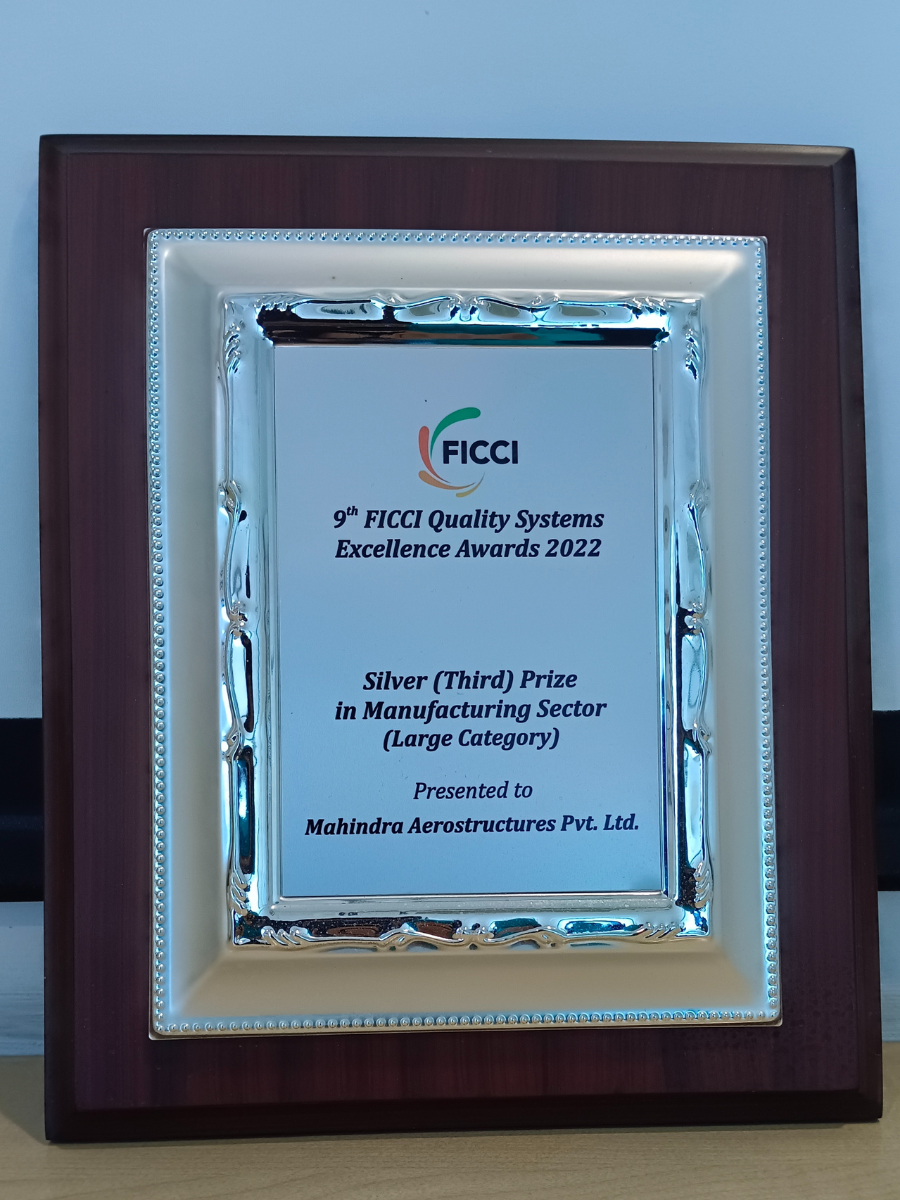 FICCI
9th FICCI Quality Systems
Excellence Awards 2022
Silver (Third) Prize
in Manufacturing Sector
(Large Category)
Presented to
Mahindra Aerostructures Pvt. Ltd.